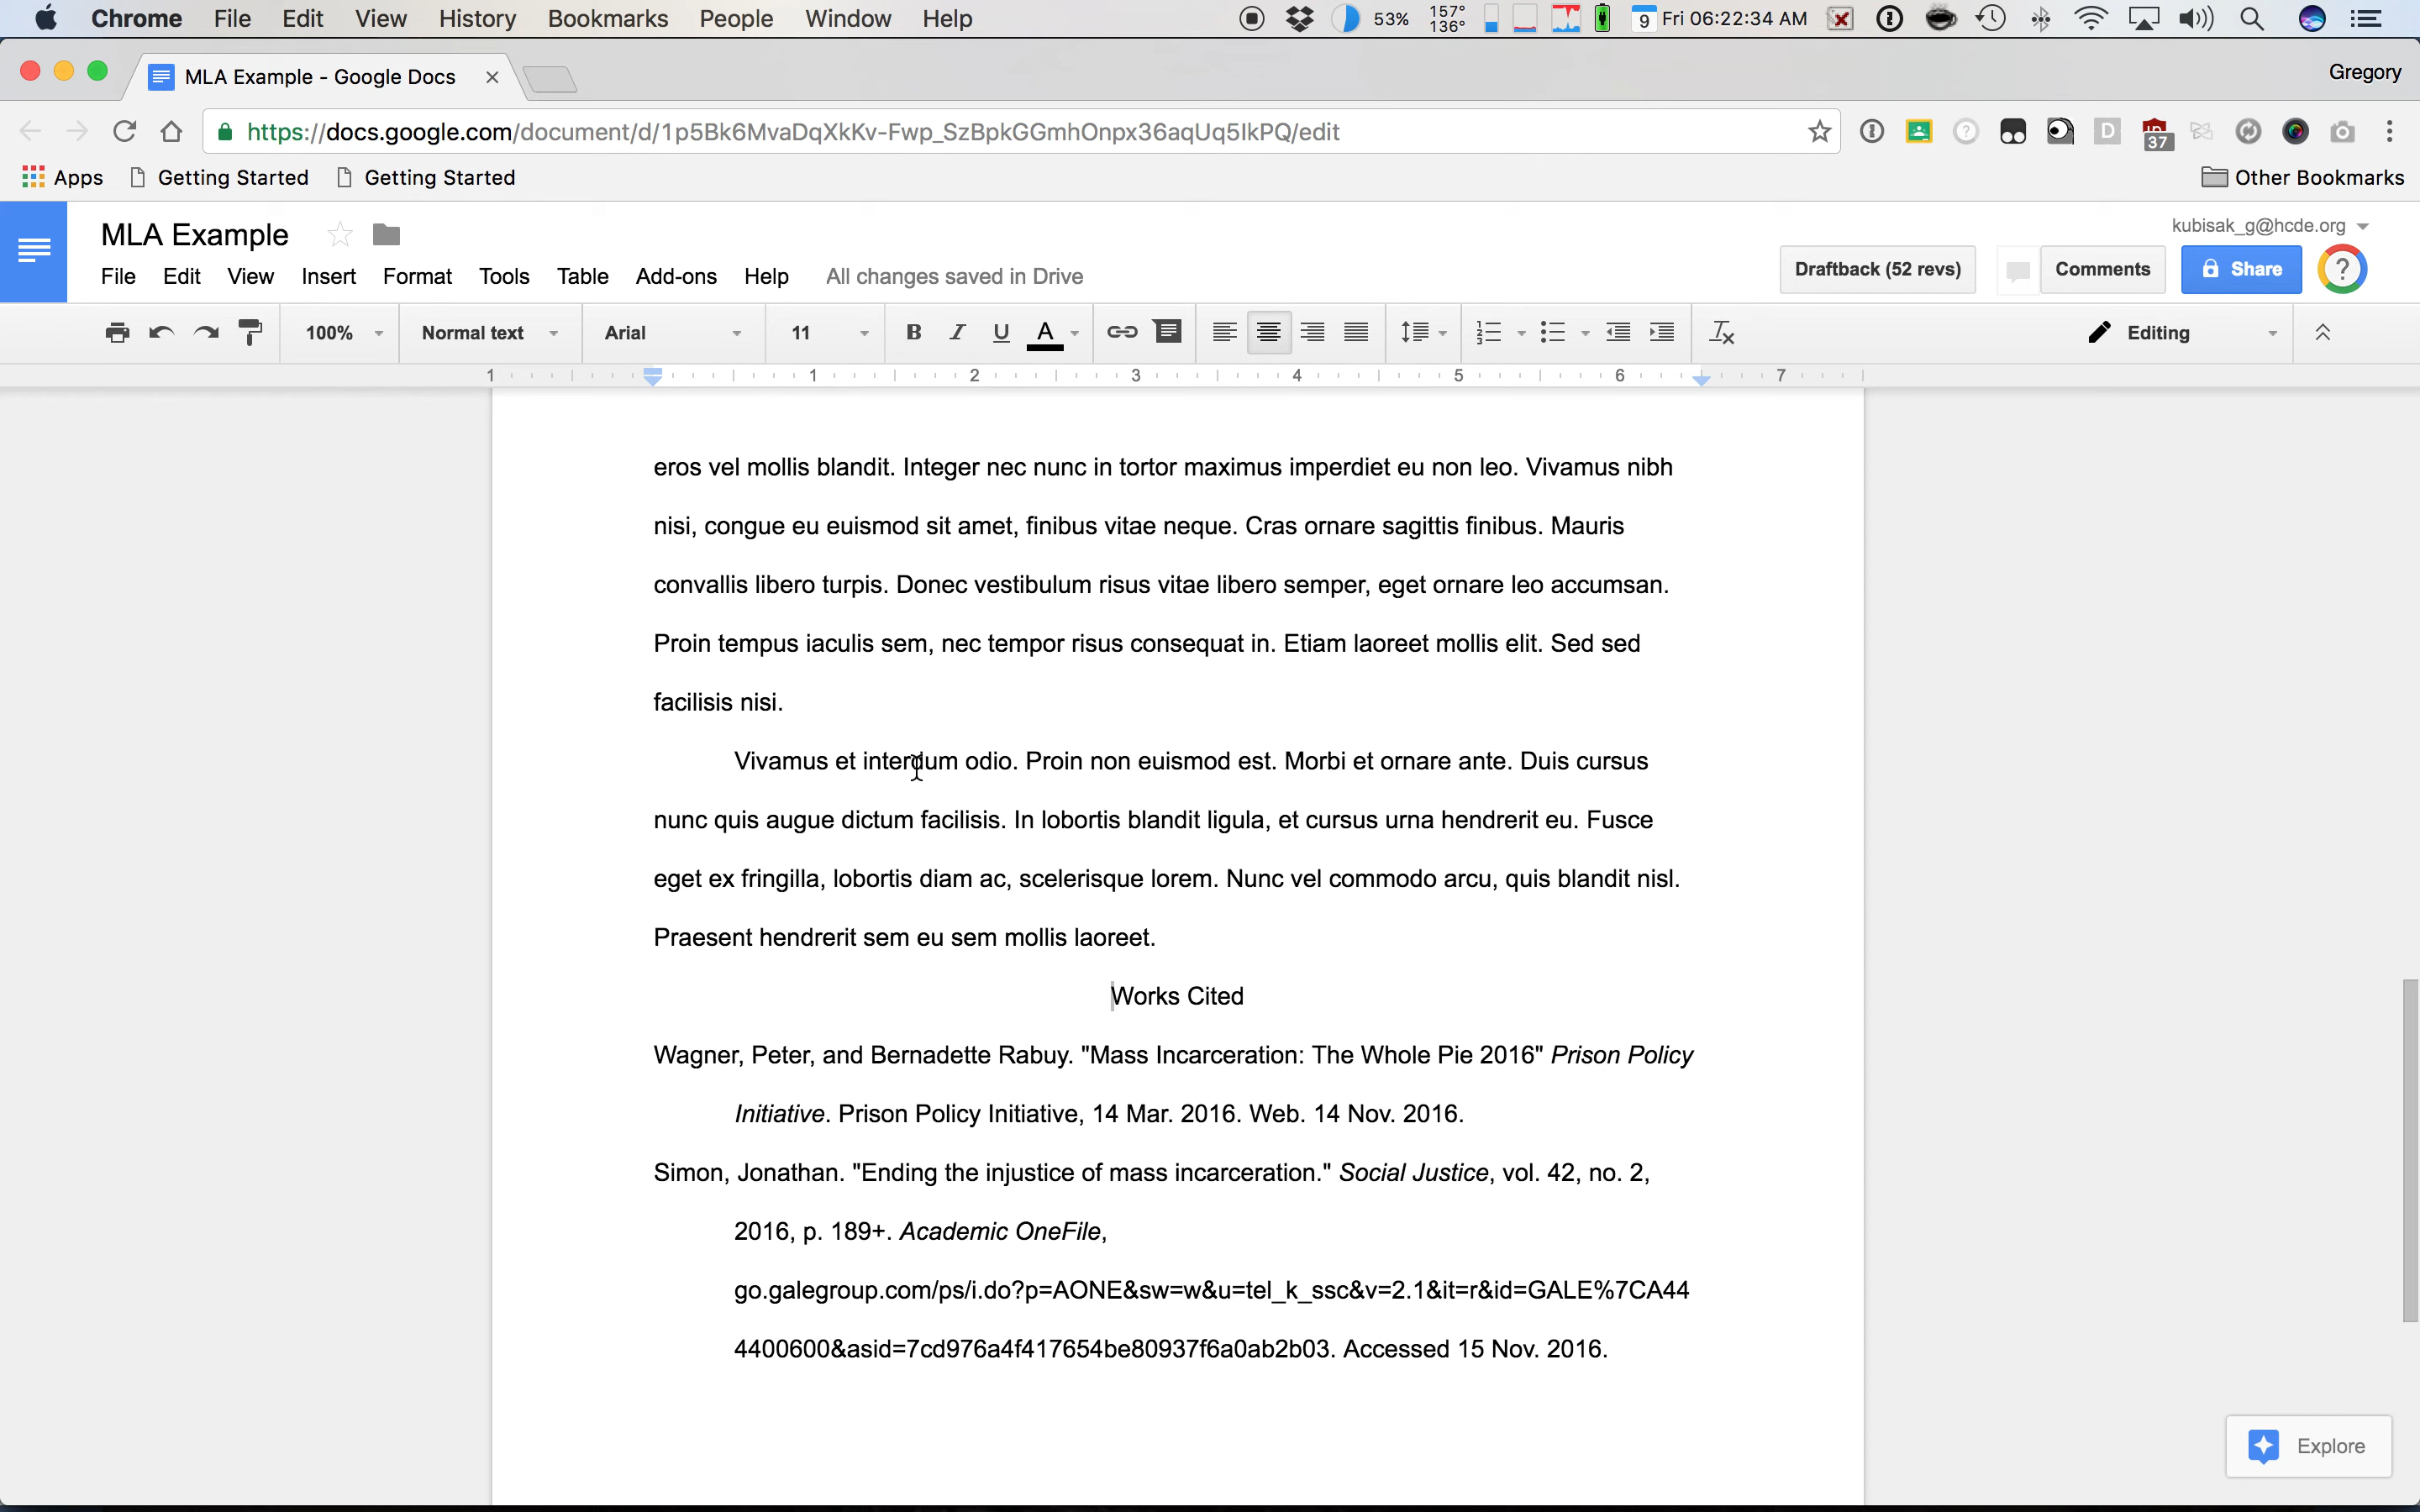 Chrome File Edit View History Bookmarks People Window Help 53% 157° 136° 9 Fri 06:22:34 AM
MLA Example - Google Docs Gregory
https://docs.google.com/document/d/1p5Bk6MvaDqXkKv-Fwp_SzBpkGGmhOnpx36aqUq5IkPQ/edit D 37
Apps Getting Started Getting Started Other Bookmarks
MLA Example kubisak_g@hcde.org
File Edit View Insert Format Tools Table Add-ons Help All changes saved in Drive Draftback (52 revs) Comments Share ?
100% Normal text Arial 11 B I U A Editing
1 1 2 3 4 5 6 7
eros vel mollis blandit. Integer nec nunc in tortor maximus imperdiet eu non leo. Vivamus nibh
nisi, congue eu euismod sit amet, finibus vitae neque. Cras ornare sagittis finibus. Mauris
convallis libero turpis. Donec vestibulum risus vitae libero semper, eget ornare leo accumsan.
Proin tempus iaculis sem, nec tempor risus consequat in. Etiam laoreet mollis elit. Sed sed
facilisis nisi.
Vivamus et interdum odio. Proin non euismod est. Morbi et ornare ante. Duis cursus
nunc quis augue dictum facilisis. In lobortis blandit ligula, et cursus urna hendrerit eu. Fusce
eget ex fringilla, lobortis diam ac, scelerisque lorem. Nunc vel commodo arcu, quis blandit nisl.
Praesent hendrerit sem eu sem mollis laoreet.
Works Cited
Wagner, Peter, and Bernadette Rabuy. "Mass Incarceration: The Whole Pie 2016" Prison Policy
Initiative. Prison Policy Initiative, 14 Mar. 2016. Web. 14 Nov. 2016.
Simon, Jonathan. "Ending the injustice of mass incarceration." Social Justice, vol. 42, no. 2,
2016, p. 189+. Academic OneFile,
go.galegroup.com/ps/i.do?p=AONE&sw=w&u=tel_k_ssc&v=2.1&it=r&id=GALE%7CA44
4400600&asid=7cd976a4f417654be80937f6a0ab2b03. Accessed 15 Nov. 2016.
Explore